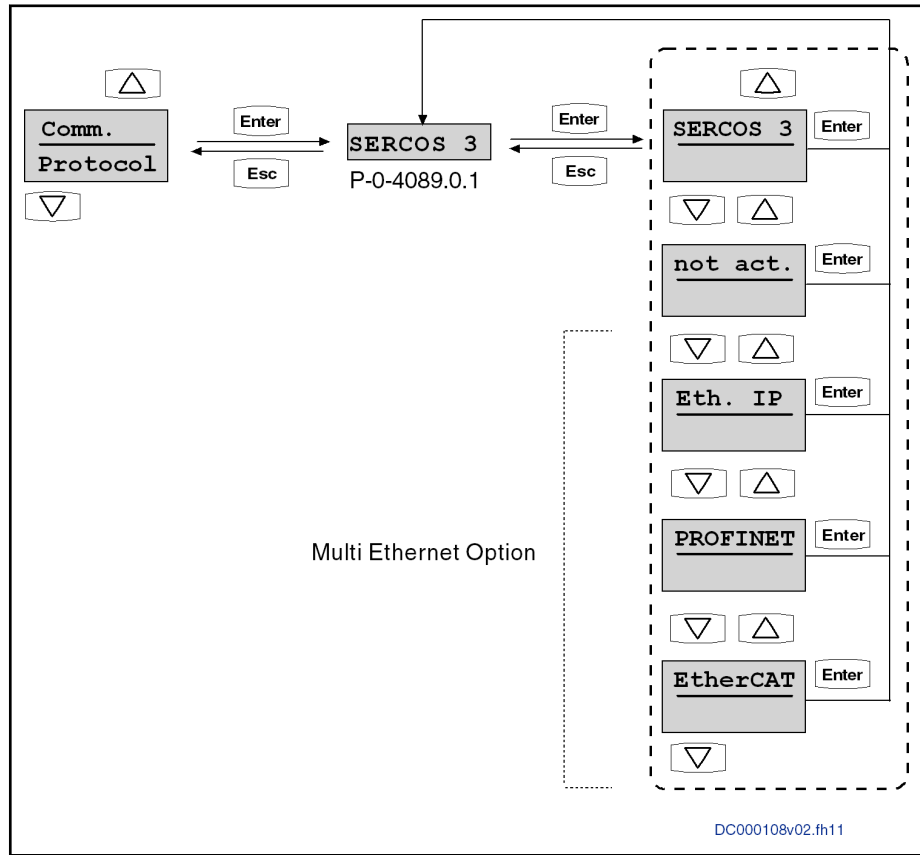 Comm.
Protocol
Enter
Esc
SERCOS 3
P-0-4089.0.1
Enter
Esc
SERCOS 3
Enter
not act.
Enter
Eth. IP
Enter
PROFINET
Enter
EtherCAT
Enter
Multi Ethernet Option
DC000108v02.fh11